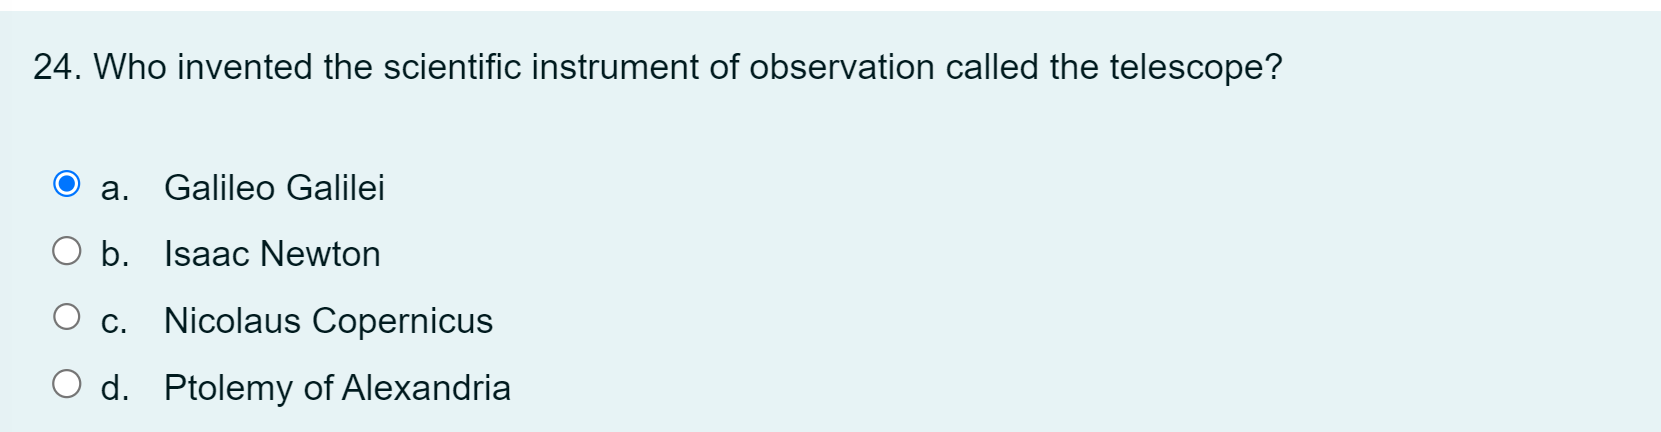 24. Who invented the scientific instrument of observation called the telescope?
a. Galileo Galilei
b. Isaac Newton
c. Nicolaus Copernicus
d. Ptolemy of Alexandria